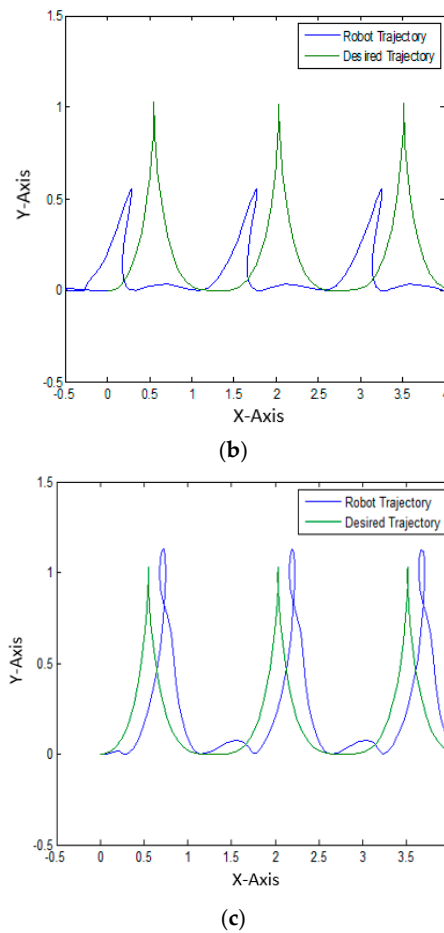 1.5
Robot Trajectory
Desired Trajectory
1
Y-Axis
0.5
0
-0.5
-0.5 0 0.5 1 1.5 2 2.5 3 3.5 4
X-Axis
(b)
1.5
Robot Trajectory
Desired Trajectory
1
Y-Axis
0.5
0
-0.5
-0.5 0 0.5 1 1.5 2 2.5 3 3.5
X-Axis
(c)